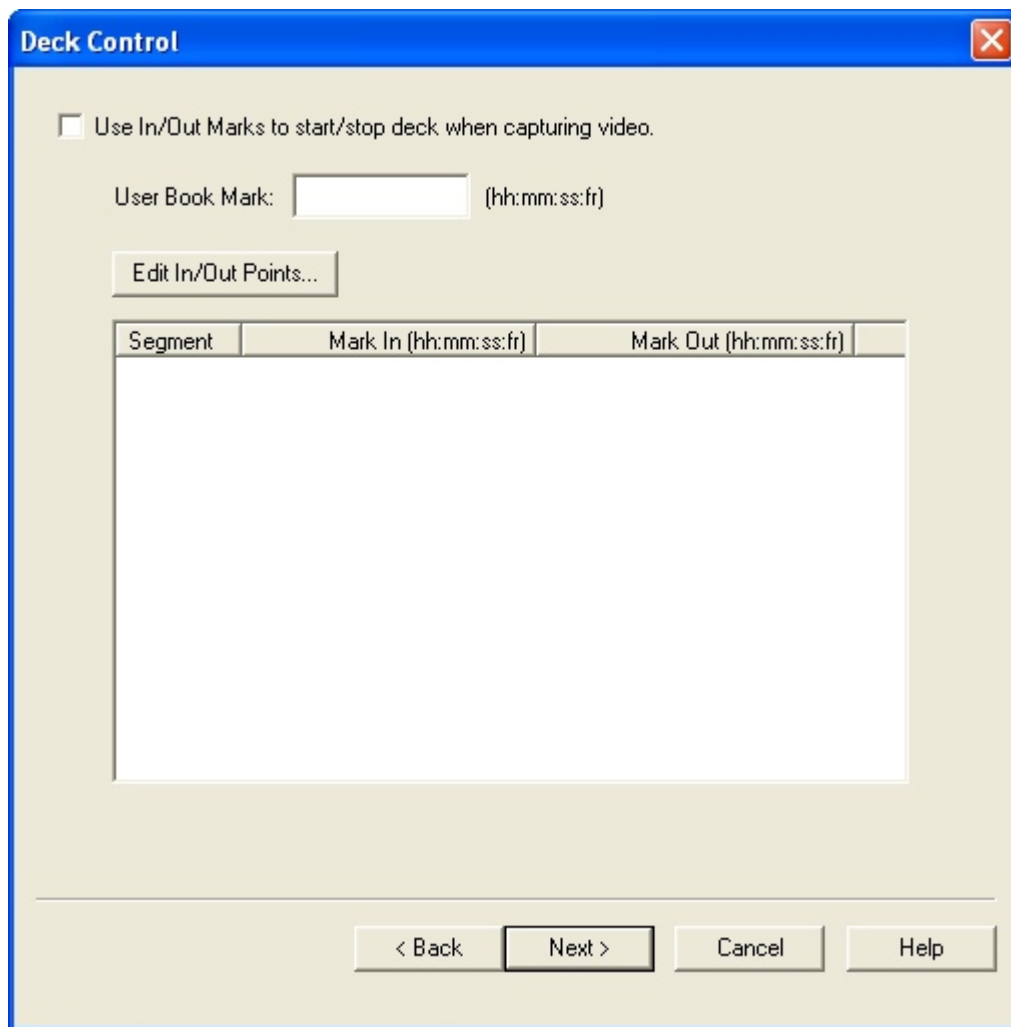 Deck Control
Use In/Out Marks to start/stop deck when capturing video.
User Book Mark: (hh:mm:ss:fr)
Edit In/Out Points...
Segment Mark In (hh:mm:ss:fr) Mark Out (hh:mm:ss:fr)
< Back Next > Cancel Help